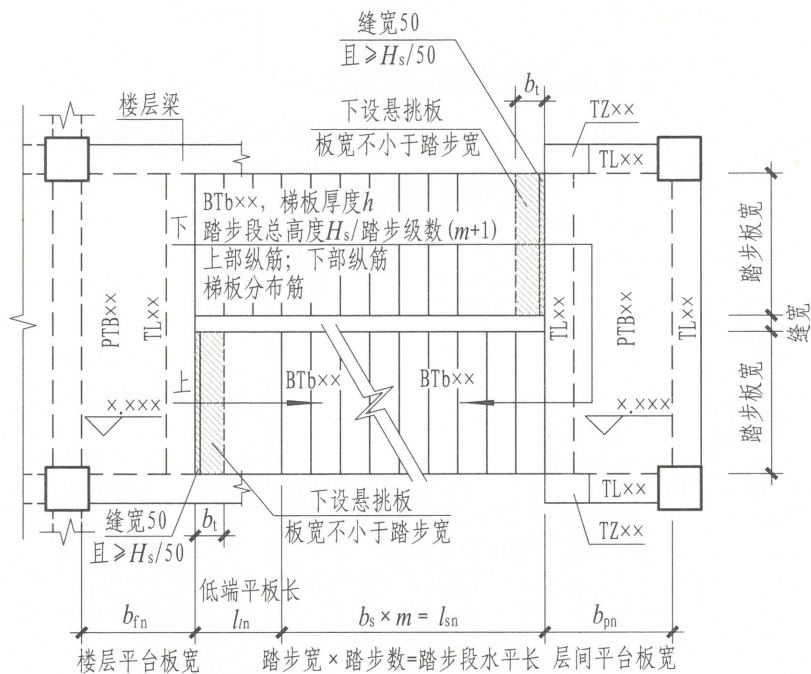 缝宽50
且≥Hs/50
bt
楼层梁
下设悬挑板
板宽不小于踏步宽
TZ××
TL××
BTb××，梯板厚度h
下
踏步段总高度Hs/踏步级数(m+1)
上部纵筋；下部纵筋
梯板分布筋
踏步板宽
PTB××
TL××
TL××
PTB××
TL××
缝宽
上
BTb××
BTb××
×.×××
×.×××
踏步板宽
TL××
缝宽50
且≥Hs/50
bt
下设悬挑板
板宽不小于踏步宽
TZ××
低端平板长
bfn
lln
bs×m=lsn
bpn
楼层平台板宽
踏步宽×踏步数=踏步段水平长
层间平台板宽